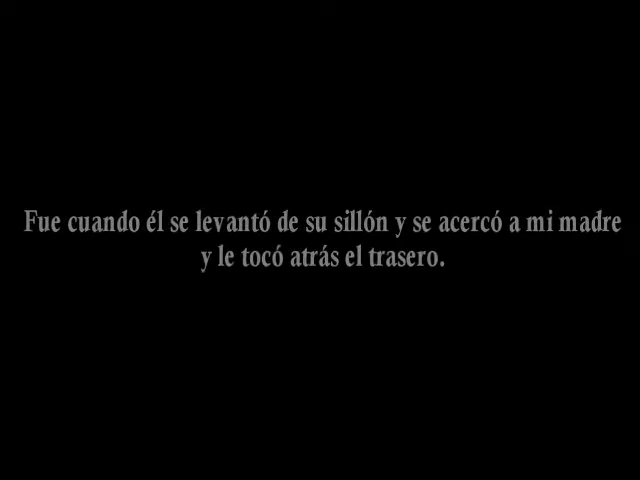 Fue cuando él se levantó de su sillón y se acercó a mi madre
y le tocó atrás el trasero.